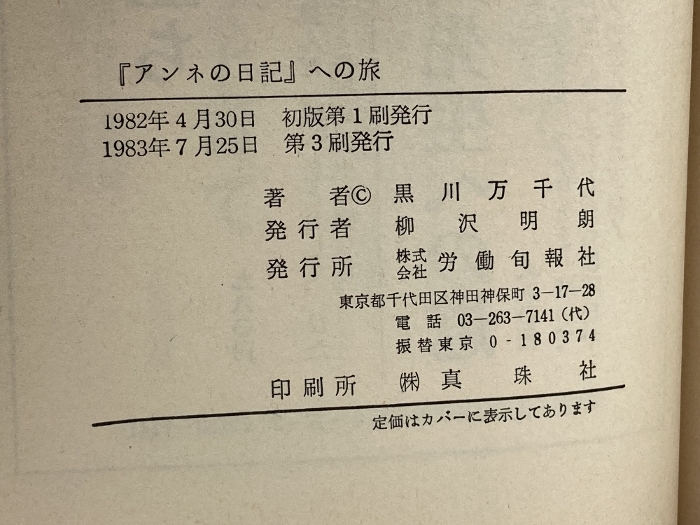 『アンネの日記』への旅
1982年4月30日 初版第1刷発行
1983年7月25日 第3刷発行
著者© 黒川万千代
発行者 柳沢明朗
発行所 株式会社 労働旬報社
東京都千代田区神田神保町 3-17-28
電話 03-263-7141(代)
振替東京 0-180374
印刷所 ㈱真珠社
定価はカバーに表示してあります